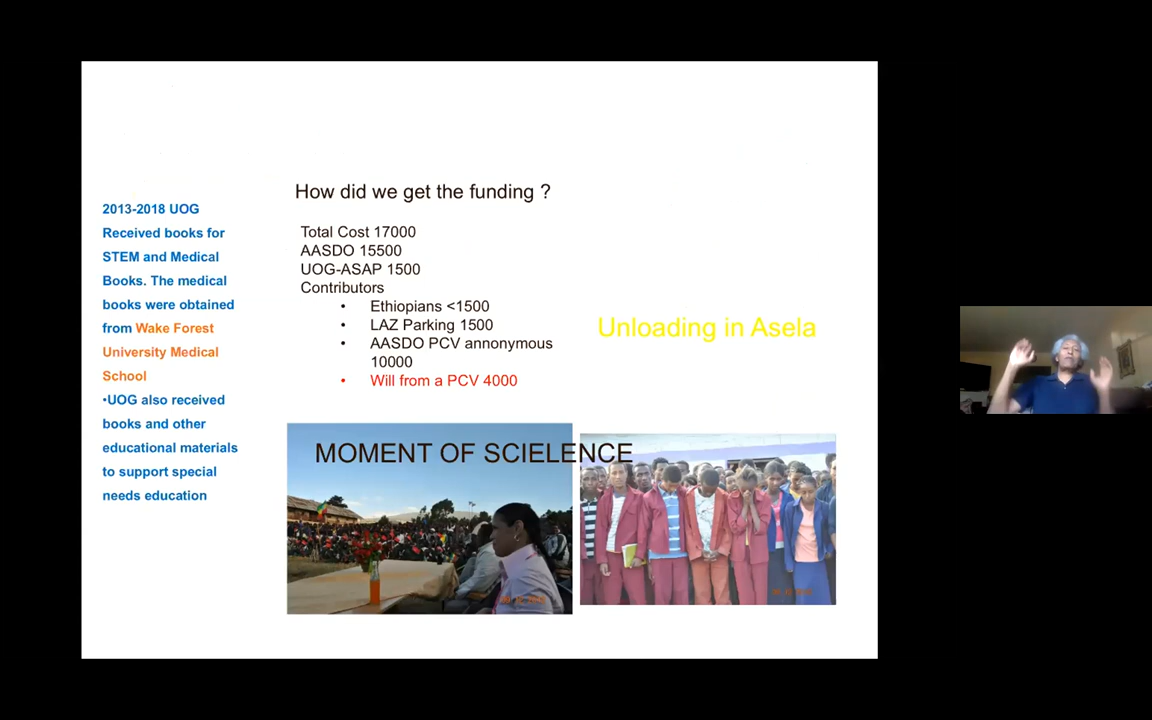 2013-2018 UOG
Received books for
STEM and Medical
Books. The medical
books were obtained
from Wake Forest
University Medical
School
•UOG also received
books and other
educational materials
to support special
needs education
How did we get the funding ?
Total Cost 17000
AASDO 15500
UOG-ASAP 1500
Contributors
• Ethiopians <1500
• LAZ Parking 1500
• AASDO PCV annonymous
10000
• Will from a PCV 4000
Unloading in Asela
MOMENT OF SCIELENCE